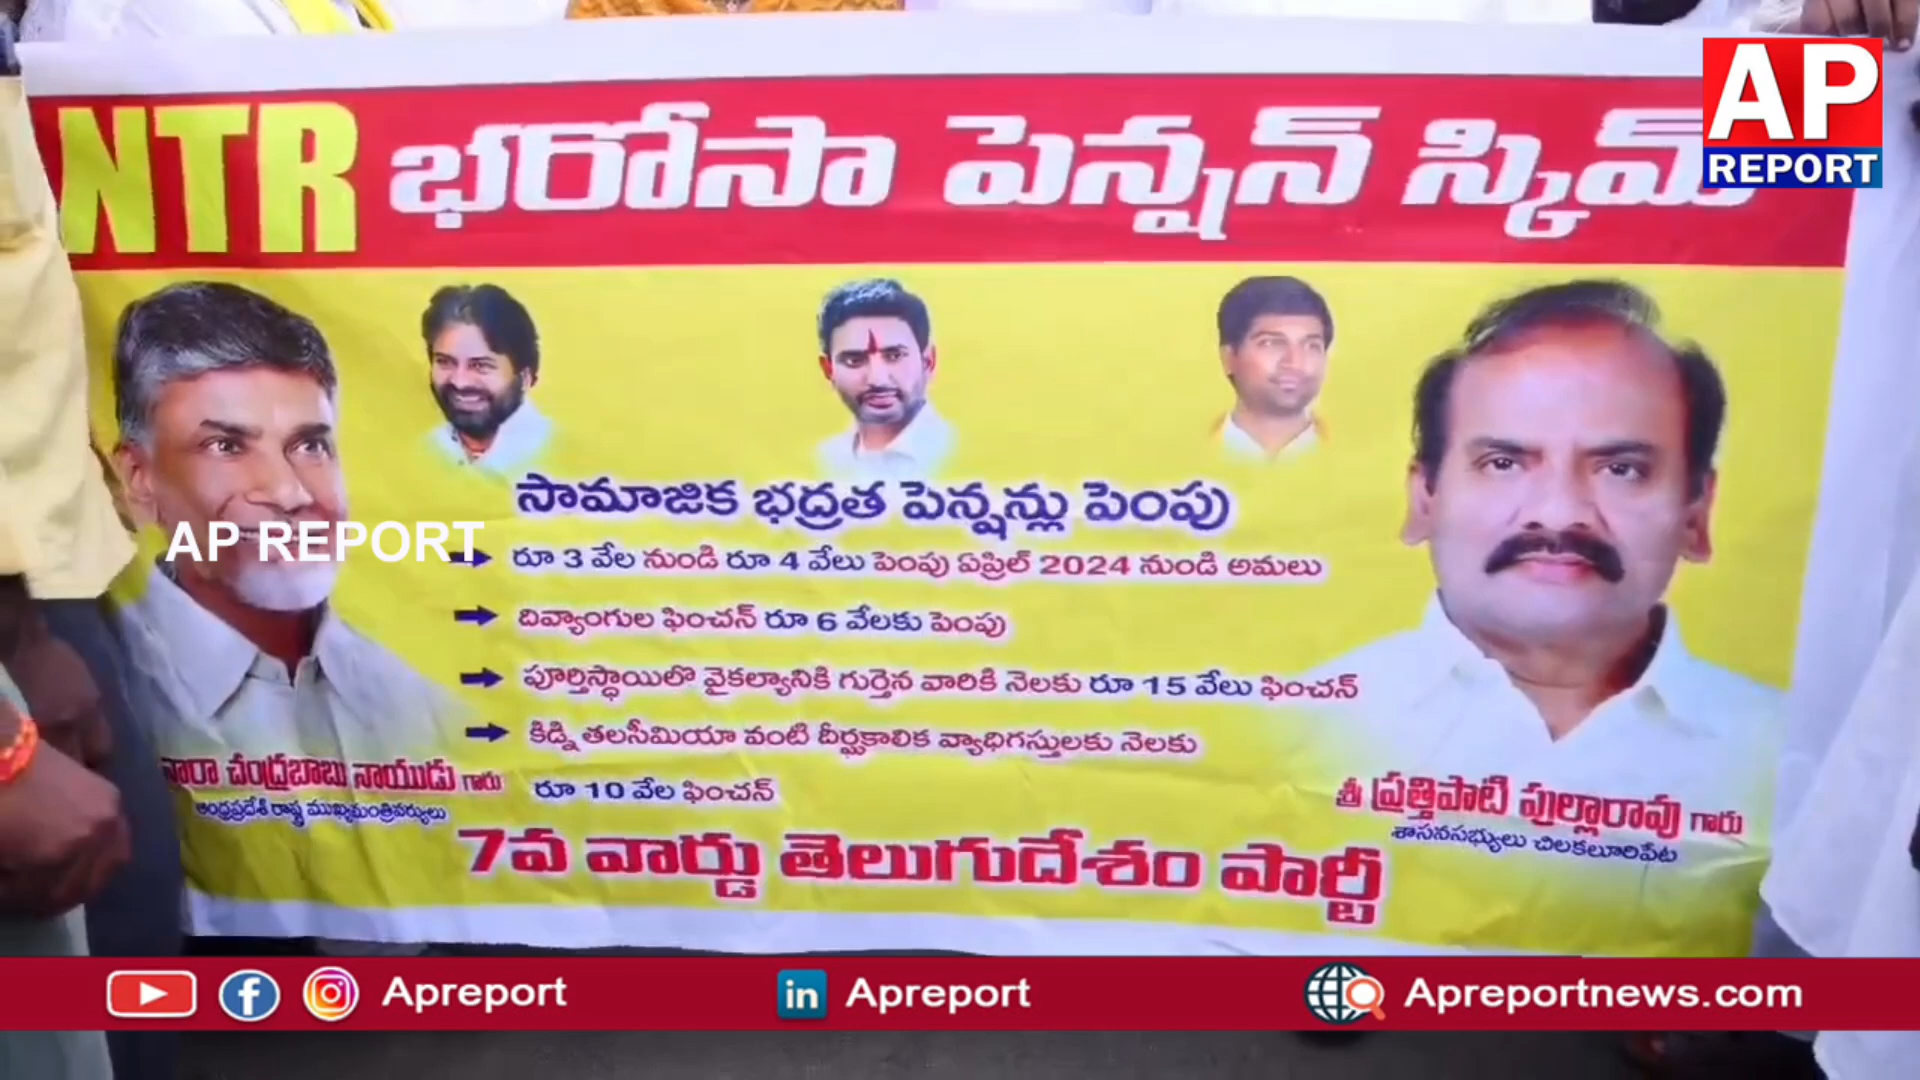 AP
REPORT
NTR భరోసా పెన్షన్ స్కిమ్
సామాజిక భద్రత పెన్షన్లు పెంపు
AP REPORT
రూ 3 వేల నుండి రూ 4 వేలు పెంపు ఏప్రిల్ 2024 నుండి అమలు
దివ్యాంగుల ఫించన్ రూ 6 వేలకు పెంపు
పూర్తిస్థాయిలొ వైకల్యానికి గుర్తైన వారికి నెలకు రూ 15 వేలు ఫించన్
కిడ్ని తలసీమియా వంటి దీర్ఘకాలిక వ్యాధిగస్తులకు నెలకు
రూ 10 వేల ఫించన్
నారా చంద్రబాబు నాయుడు గారు
ఆంధ్రప్రదేశ్ రాష్ట్ర ముఖ్యమంత్రివర్యులు
శ్రీ ప్రత్తిపాటి పుల్లారావు గారు
శాసనసభ్యులు చిలకలూరిపేట
7వ వార్డు తెలుగుదేశం పార్టీ
Apreport
Apreport
Apreportnews.com